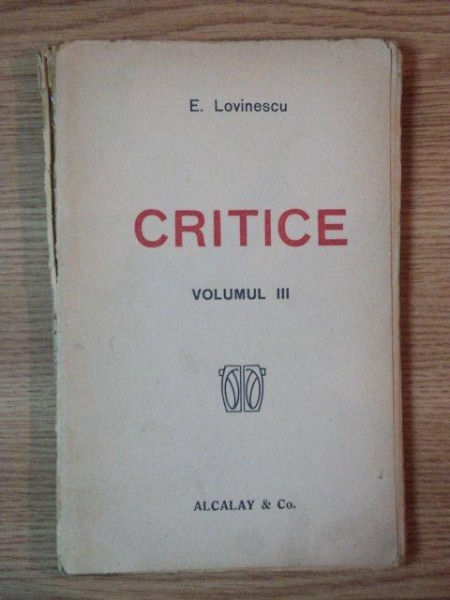 E. Lovinescu
CRITICE
VOLUMUL III
ALCALAY & Co.